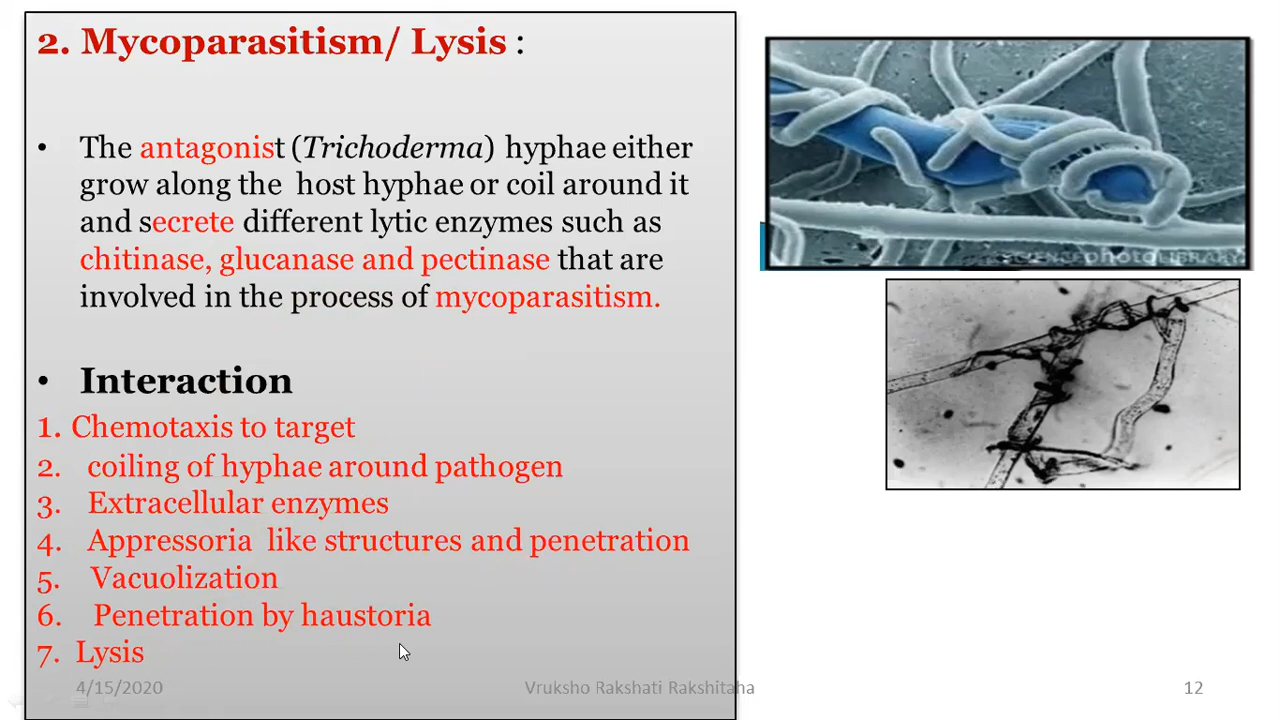 2. Mycoparasitism/ Lysis :
• The antagonist (Trichoderma) hyphae either
grow along the host hyphae or coil around it
and secrete different lytic enzymes such as
chitinase, glucanase and pectinase that are
involved in the process of mycoparasitism.
• Interaction
1. Chemotaxis to target
2. coiling of hyphae around pathogen
3. Extracellular enzymes
4. Appressoria like structures and penetration
5. Vacuolization
6. Penetration by haustoria
7. Lysis
SCIENCEPHOTOLIBRARY
4/15/2020
Vruksho Rakshati Rakshitaha
12